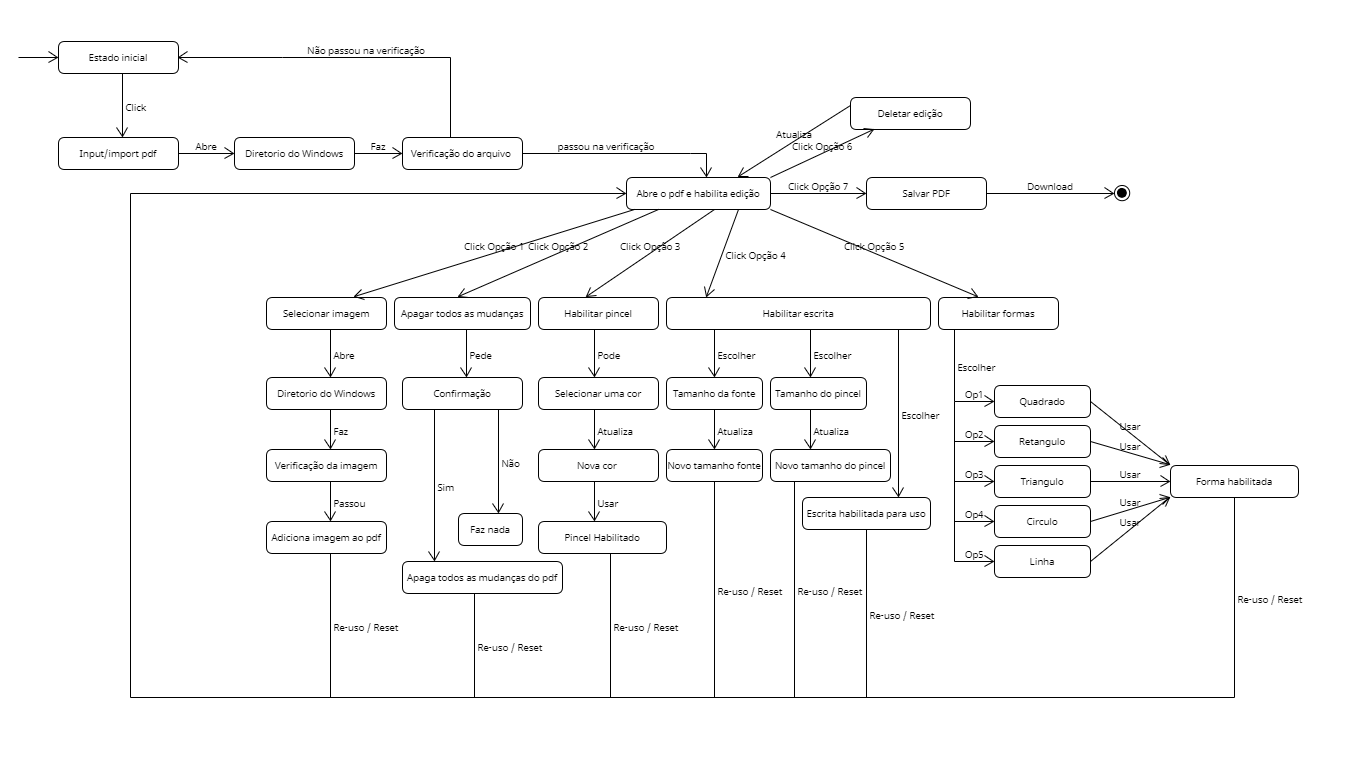 Não passou na verificação
Estado inicial
Click
Deletar edição
Atualiza
Click Opção 6
Input/import pdf
Abre
Diretorio do Windows
Faz
Verificação do arquivo
passou na verificação
Abre o pdf e habilita edição
Click Opção 7
Salvar PDF
Download
Click Opção 1
Click Opção 2
Click Opção 3
Click Opção 4
Click Opção 5
Selecionar imagem
Apagar todos as mudanças
Habilitar pincel
Habilitar escrita
Habilitar formas
Abre
Pede
Pode
Escolher
Escolher
Escolher
Diretorio do Windows
Confirmação
Selecionar uma cor
Tamanho da fonte
Tamanho do pincel
Op1
Quadrado
Escolher
Usar
Faz
Atualiza
Atualiza
Atualiza
Op2
Retangulo
Usar
Verificação da imagem
Não
Nova cor
Novo tamanho fonte
Novo tamanho do pincel
Op3
Triangulo
Usar
Forma habilitada
Sim
Passou
Usar
Escrita habilitada para uso
Op4
Circulo
Usar
Usar
Adiciona imagem ao pdf
Faz nada
Pincel Habilitado
Op5
Linha
Apaga todos as mudanças do pdf
Re-uso / Reset
Re-uso / Reset
Re-uso / Reset
Re-uso / Reset
Re-uso / Reset
Re-uso / Reset
Re-uso / Reset